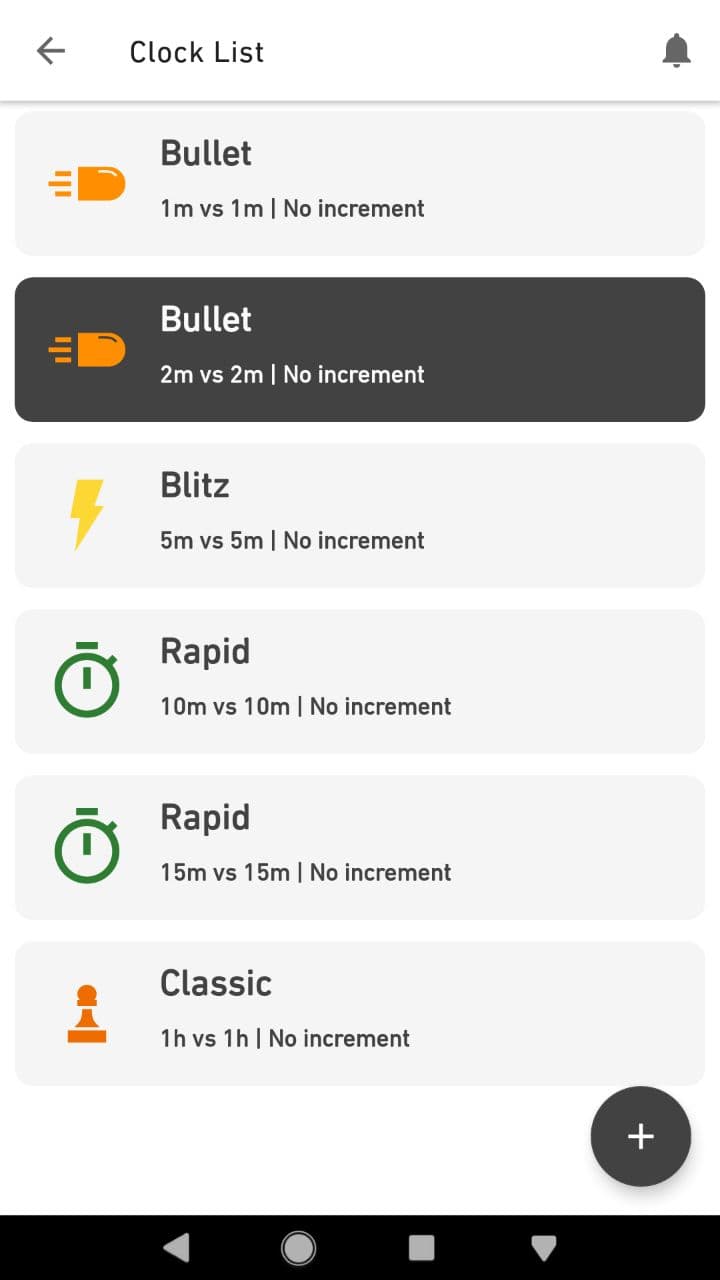 Clock List
Bullet
1m vs 1m | No increment
Bullet
2m vs 2m | No increment
Blitz
5m vs 5m | No increment
Rapid
10m vs 10m | No increment
Rapid
15m vs 15m | No increment
Classic
1h vs 1h | No increment